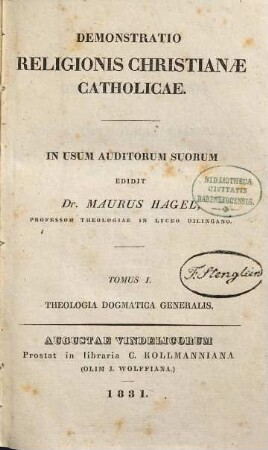 DEMONSTRATIO
RELIGIONIS CHRISTIANÆ
CATHOLICAE.
IN USUM AUDITORUM SUORUM
EDIDIT
Dr. MAURUS HAGEL,
PROFESSOR THEOLOGIAE IN LYCEO DILINGANO.
BIBLIOTHECA
CIVITATIS
TOMUS I.
F. Stenglein
THEOLOGIA DOGMATICA GENERALIS.
AUGUSTAE VINDELICORUM
Prostat in libraria C. KOLLMANNIANA
(OLIM J. WOLFFIANA.)
1831.